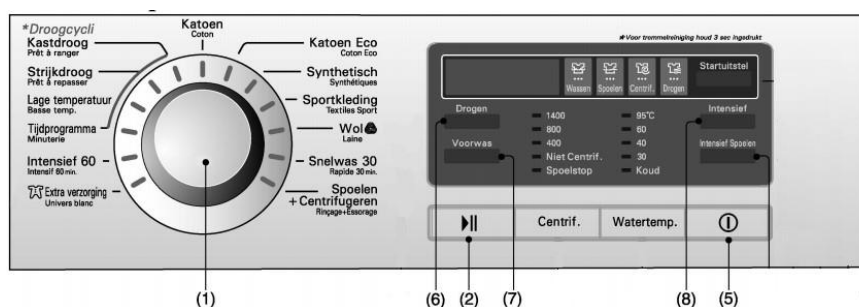 *Droogcycli
Kastdroog
Prêt à ranger
Strijkdroog
Prêt à repasser
Lage temperatuur
Basse temp.
Tijdprogramma
Minuterie
Intensief 60
Intensif 60 min.
Extra verzorging
Univers blanc
Katoen
Coton
Katoen Eco
Coton Eco
Synthetisch
Synthétiques
Sportkleding
Textiles Sport
Wol
Laine
Snelwas 30
Rapide 30 min.
Spoelen
+ Centrifugeren
Rinçage+Essorage
*Voor trommelreiniging houd 3 sec ingedrukt
Wassen Spoelen Centrif. Drogen
Startuitstel
Drogen
Voorwas
1400
800
400
Niet Centrif.
Spoelstop
95°C
60
40
30
Koud
Intensief
Intensief Spoelen
Centrif. Watertemp.
(1) (6) (2) (7) (8) (5)